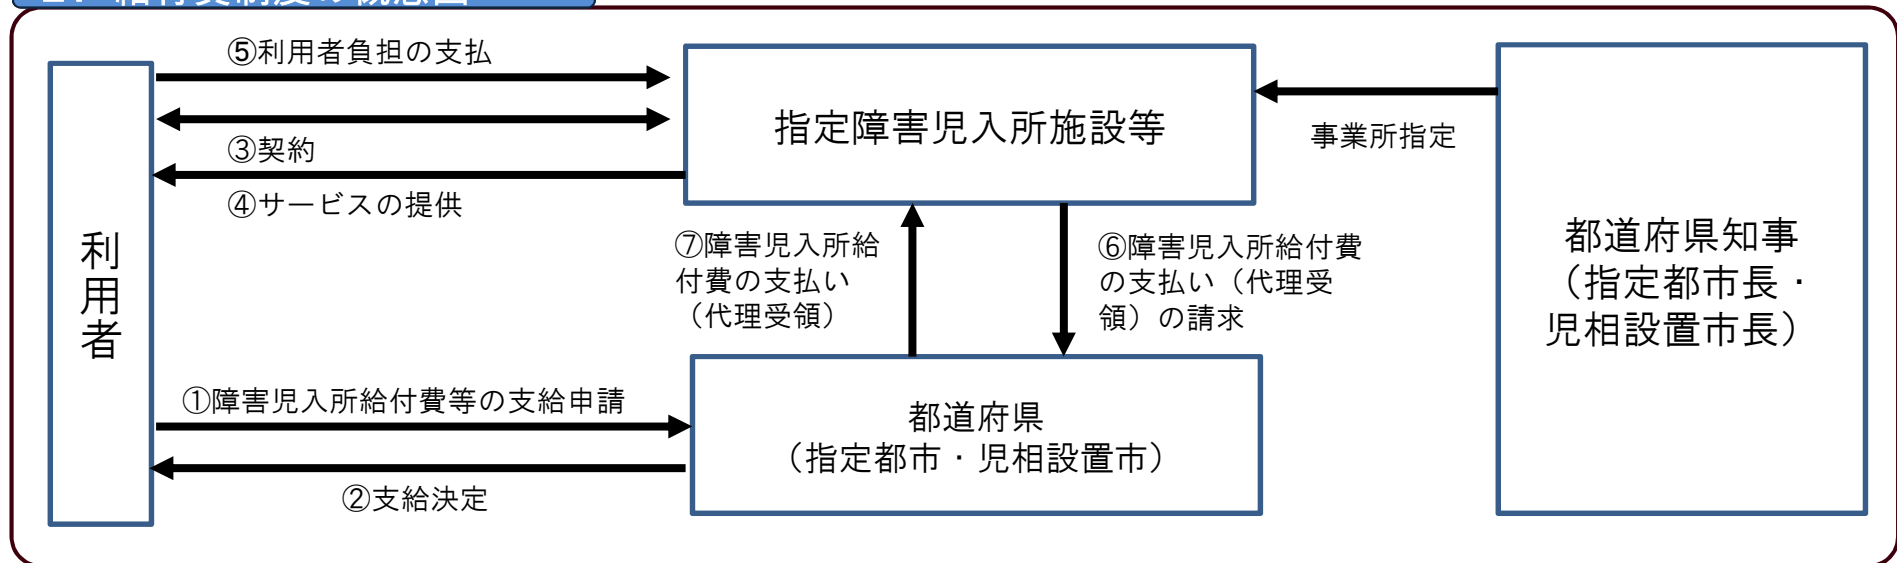 ⑤利用者負担の支払
③契約
④サービスの提供
利用者
指定障害児入所施設等
事業所指定
都道府県知事
（指定都市長・
児相設置市長）
⑦障害児入所給
付費の支払い
（代理受領）
⑥障害児入所給付費
の支払い（代理受
領）の請求
①障害児入所給付費等の支給申請
②支給決定
都道府県
（指定都市・児相設置市）